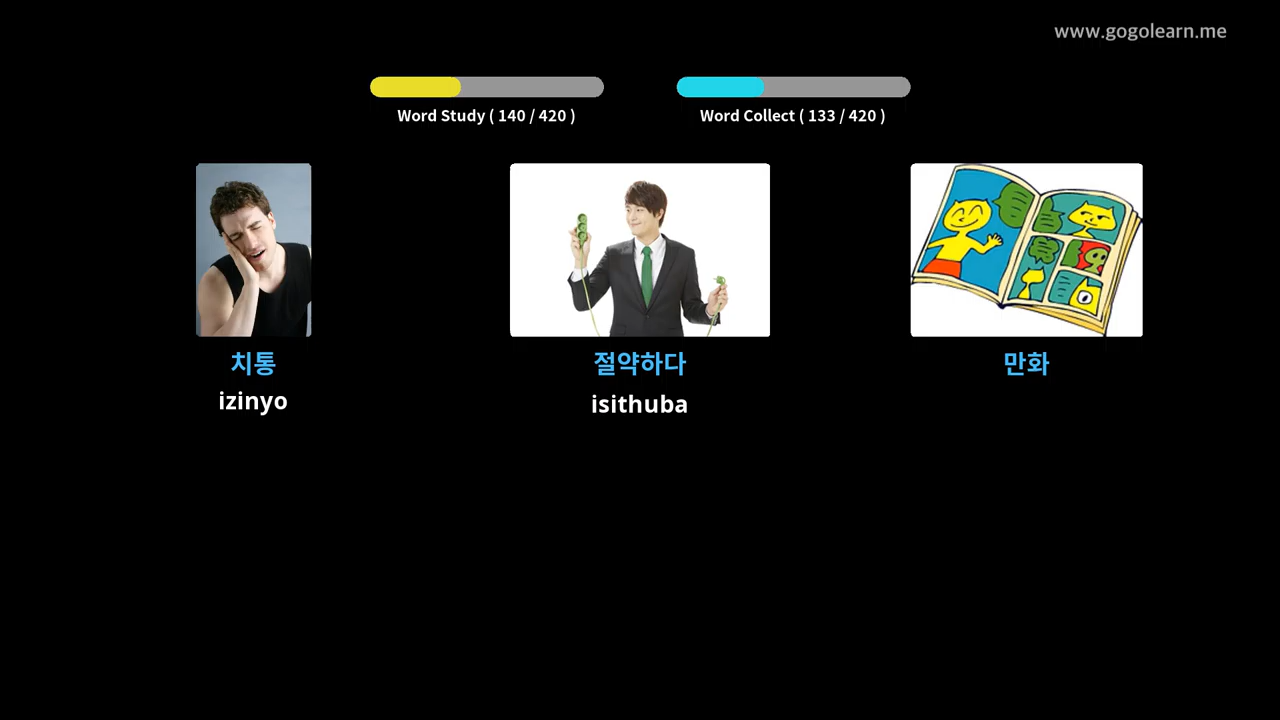 www.gogolearn.me
Word Study ( 140 / 420 )
Word Collect ( 133 / 420 )
치통
절약하다
만화
izinyo
isithuba